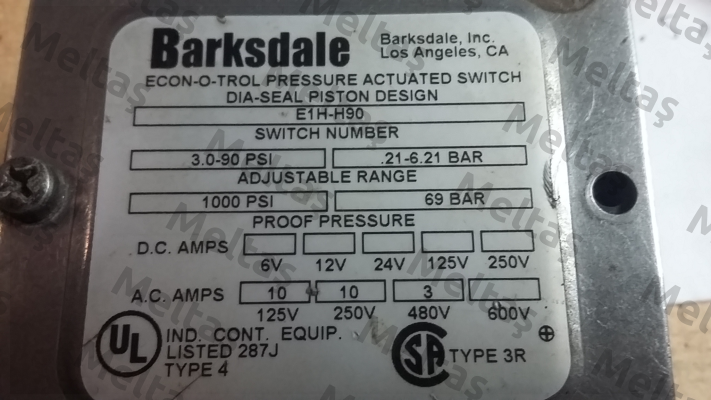 Barksdale
Barksdale, Inc.
Los Angeles, CA
ECON-O-TROL PRESSURE ACTUATED SWITCH
DIA-SEAL PISTON DESIGN
E1H-H90
SWITCH NUMBER
3.0-90 PSI .21-6.21 BAR
ADJUSTABLE RANGE
1000 PSI 69 BAR
PROOF PRESSURE
D.C. AMPS
6V 12V 24V 125V 250V
A.C. AMPS 10 10 3
125V 250V 480V 600V
UL IND. CONT. EQUIP.
LISTED 287J
TYPE 4
SA TYPE 3R
Meltaş